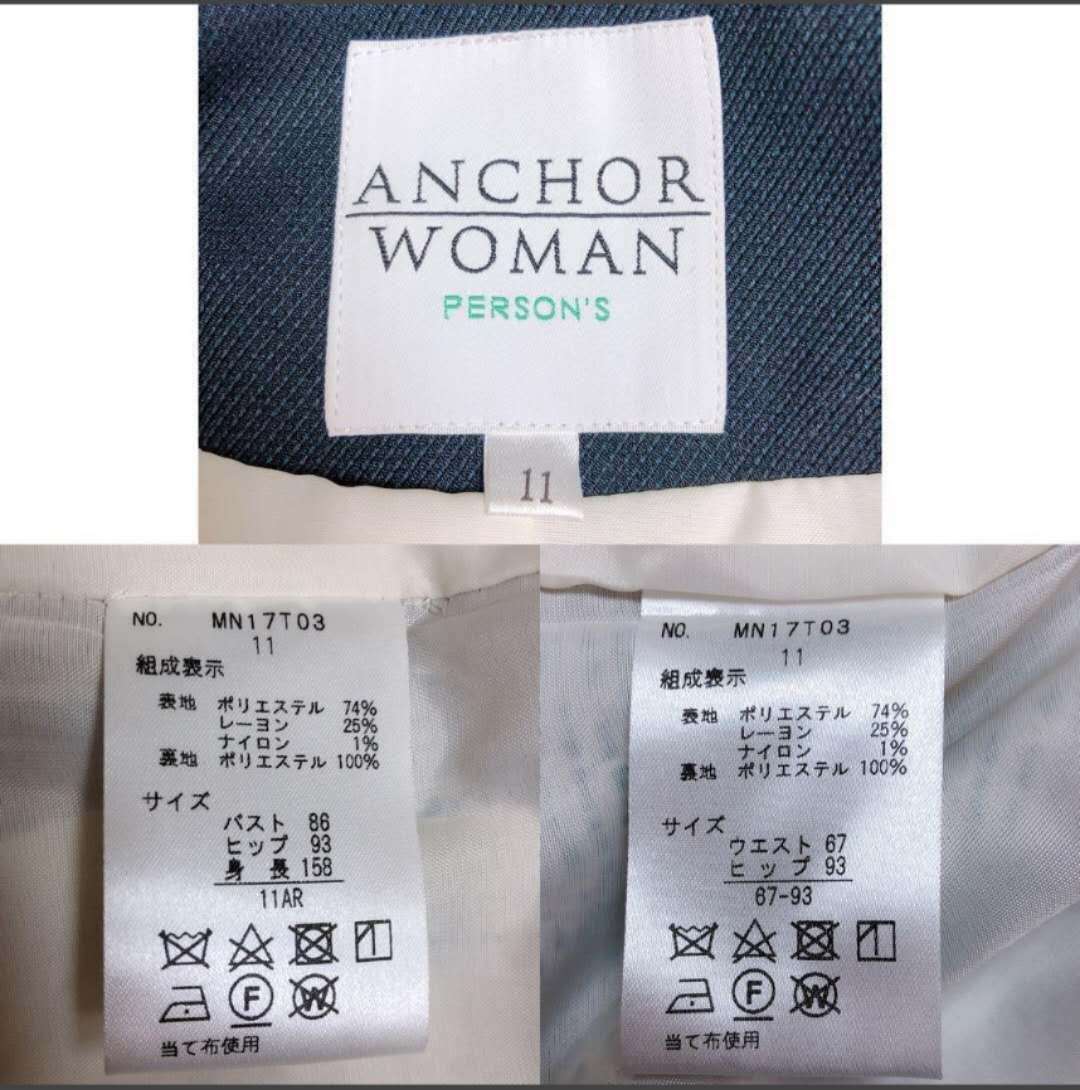 ANCHOR
WOMAN
PERSON'S
11
NO. MN17T03
11
組成表示
表地 ポリエステル 74%
レーヨン 25%
ナイロン 1%
裏地 ポリエステル 100%
サイズ
バスト 86
ヒップ 93
身長 158
11AR
F W
当て布使用
NO. MN17T03
11
組成表示
表地 ポリエステル 74%
レーヨン 25%
ナイロン 1%
裏地 ポリエステル 100%
サイズ
ウエスト 67
ヒップ 93
67-93
F W
当て布使用